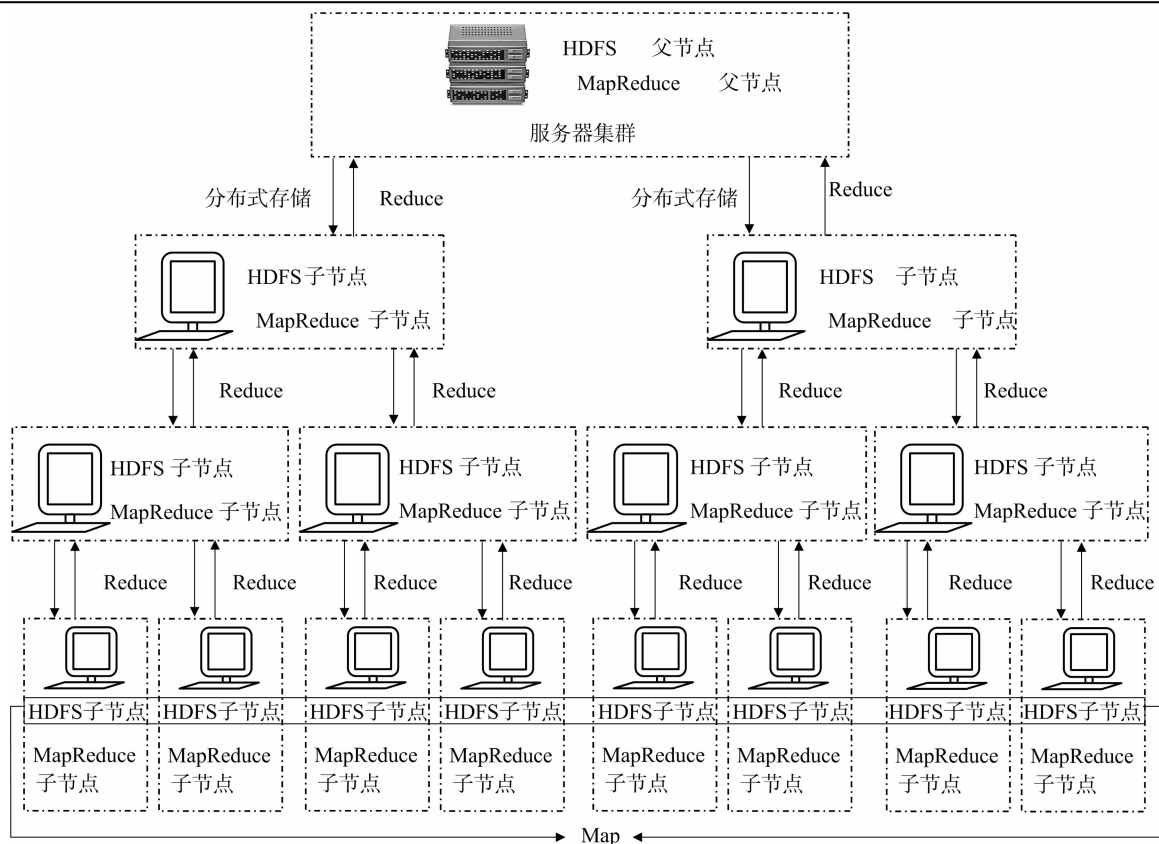 HDFS 父节点
MapReduce 父节点
服务器集群
分布式存储 Reduce 分布式存储 Reduce
HDFS子节点 HDFS 子节点
MapReduce 子节点 MapReduce 子节点
Reduce Reduce Reduce Reduce
HDFS 子节点 HDFS 子节点 HDFS 子节点 HDFS 子节点
MapReduce 子节点 MapReduce 子节点 MapReduce 子节点 MapReduce 子节点
Reduce Reduce Reduce Reduce Reduce Reduce Reduce Reduce
HDFS子节点 HDFS子节点 HDFS子节点 HDFS子节点 HDFS子节点 HDFS子节点 HDFS子节点 HDFS子节点
MapReduce MapReduce MapReduce MapReduce MapReduce MapReduce MapReduce MapReduce
子节点 子节点 子节点 子节点 子节点 子节点 子节点 子节点
Map